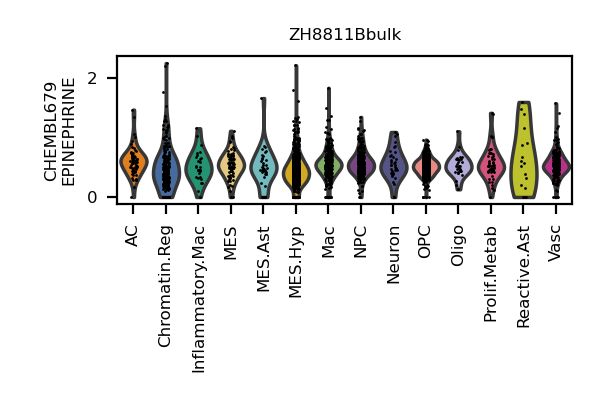 ZH8811Bbulk
CHEMBL679
EPINEPHRINE
2
0
AC
Chromatin.Reg
Inflammatory.Mac
MES
MES.Ast
MES.Hyp
Mac
NPC
Neuron
OPC
Oligo
Prolif.Metab
Reactive.Ast
Vasc